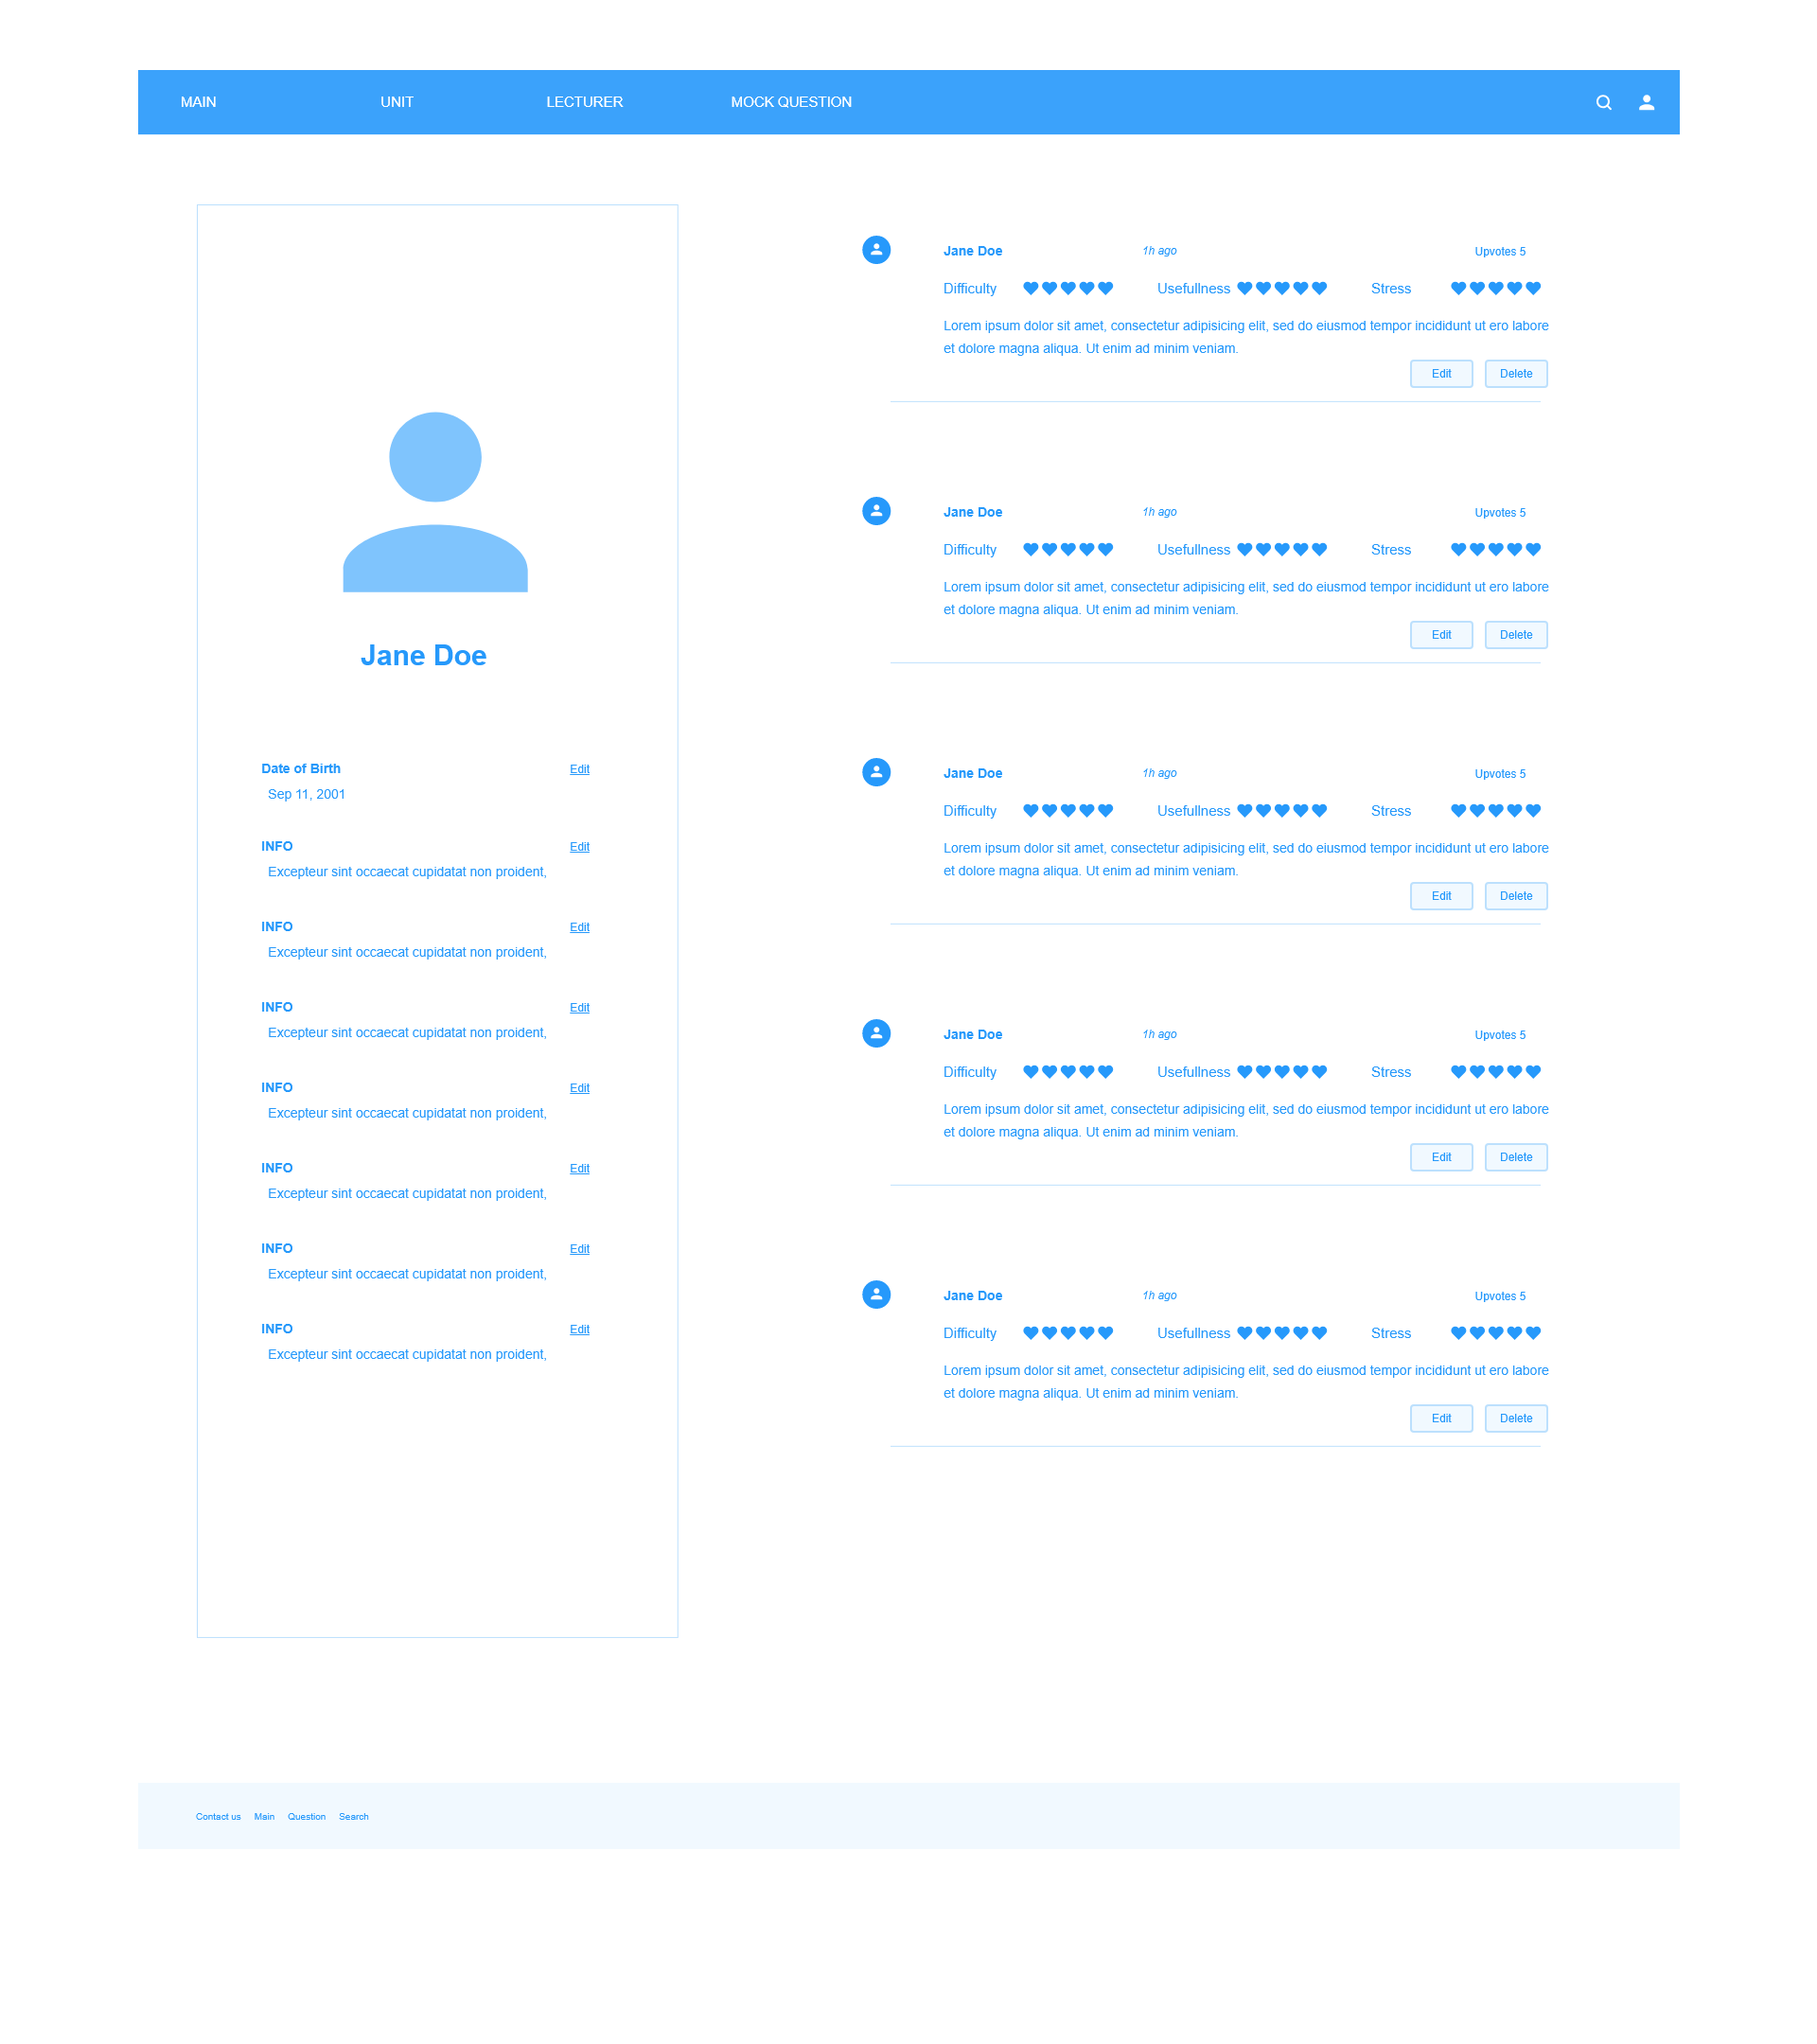 MAIN UNIT LECTURER MOCK QUESTION
Jane Doe
Date of Birth Edit
Sep 11, 2001
INFO Edit
Excepteur sint occaecat cupidatat non proident,
INFO Edit
Excepteur sint occaecat cupidatat non proident,
INFO Edit
Excepteur sint occaecat cupidatat non proident,
INFO Edit
Excepteur sint occaecat cupidatat non proident,
INFO Edit
Excepteur sint occaecat cupidatat non proident,
INFO Edit
Excepteur sint occaecat cupidatat non proident,
INFO Edit
Excepteur sint occaecat cupidatat non proident,
Jane Doe 1h ago Upvotes 5
Difficulty Usefullness Stress
Lorem ipsum dolor sit amet, consectetur adipisicing elit, sed do eiusmod tempor incididunt ut ero labore
et dolore magna aliqua. Ut enim ad minim veniam.
Edit Delete
Jane Doe 1h ago Upvotes 5
Difficulty Usefullness Stress
Lorem ipsum dolor sit amet, consectetur adipisicing elit, sed do eiusmod tempor incididunt ut ero labore
et dolore magna aliqua. Ut enim ad minim veniam.
Edit Delete
Jane Doe 1h ago Upvotes 5
Difficulty Usefullness Stress
Lorem ipsum dolor sit amet, consectetur adipisicing elit, sed do eiusmod tempor incididunt ut ero labore
et dolore magna aliqua. Ut enim ad minim veniam.
Edit Delete
Jane Doe 1h ago Upvotes 5
Difficulty Usefullness Stress
Lorem ipsum dolor sit amet, consectetur adipisicing elit, sed do eiusmod tempor incididunt ut ero labore
et dolore magna aliqua. Ut enim ad minim veniam.
Edit Delete
Jane Doe 1h ago Upvotes 5
Difficulty Usefullness Stress
Lorem ipsum dolor sit amet, consectetur adipisicing elit, sed do eiusmod tempor incididunt ut ero labore
et dolore magna aliqua. Ut enim ad minim veniam.
Edit Delete
Contact us Main Question Search